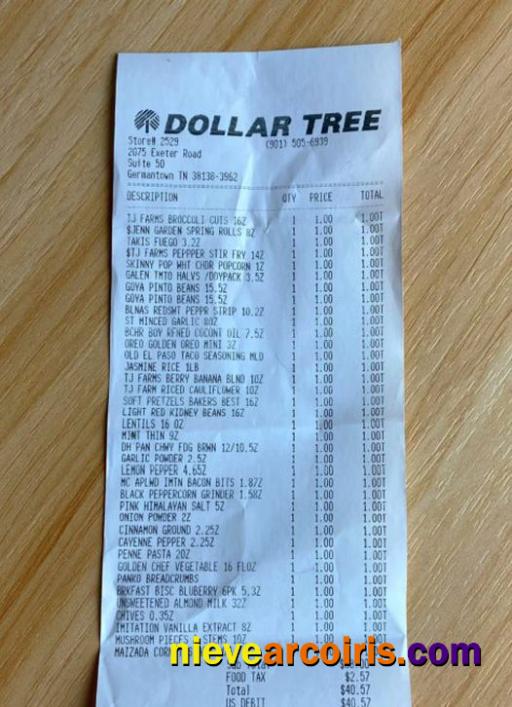 DOLLAR TREE
Store# 2529 (901) 505-6939
2075 Exeter Road
Suite 50
Germantown TN 38138-3962
DESCRIPTION QTY PRICE TOTAL
TJ FARMS BROCCOLI CUTS 16Z 1 1.00 1.00T
$JENN GARDEN SPRING ROLLS 8Z 1 1.00 1.00T
TAKIS FUEGO 3.2Z 1 1.00 1.00T
$TJ FARMS PEPPPER STIR FRY 14Z 1 1.00 1.00T
SKINNY POP WHT CHDR POPCORN 1Z 1 1.00 1.00T
GALEN TMTO HALVS /DOYPACK 3.5Z 1 1.00 1.00T
GOYA PINTO BEANS 15.5Z 1 1.00 1.00T
GOYA PINTO BEANS 15.5Z 1 1.00 1.00T
BLNAS REDSWT PEPPR STRIP 10.2Z 1 1.00 1.00T
ST MINCED GARLIC 8OZ 1 1.00 1.00T
BCHR BOY RFNED COCONT OIL 7.5Z 1 1.00 1.00T
OREO GOLDEN OREO MINI 3Z 1 1.00 1.00T
OLD EL PASO TACO SEASONING MLD 1 1.00 1.00T
JASMINE RICE 1LB 1 1.00 1.00T
TJ FARMS BERRY BANANA BLND 10Z 1 1.00 1.00T
TJ FARM RICED CAULIFLOWER 10Z 1 1.00 1.00T
SOFT PRETZELS BAKERS BEST 16Z 1 1.00 1.00T
LIGHT RED KIDNEY BEANS 16Z 1 1.00 1.00T
LENTILS 16 OZ 1 1.00 1.00T
MINT THIN 9Z 1 1.00 1.00T
DH PAN CHWY FDG BRWN 12/10.5Z 1 1.00 1.00T
GARLIC POWDER 2.5Z 1 1.00 1.00T
LEMON PEPPER 4.65Z 1 1.00 1.00T
MC APLWD IMTN BACON BITS 1.87Z 1 1.00 1.00T
BLACK PEPPERCORN GRINDER 1.58Z 1 1.00 1.00T
PINK HIMALAYAN SALT 5Z 1 1.00 1.00T
ONION POWDER 2Z 1 1.00 1.00T
CINNAMON GROUND 2.25Z 1 1.00 1.00T
CAYENNE PEPPER 2.25Z 1 1.00 1.00T
PENNE PASTA 20Z 1 1.00 1.00T
GOLDEN CHEF VEGETABLE 16 FLOZ 1 1.00 1.00T
PANKO BREADCRUMBS 1 1.00 1.00T
BRKFAST BISC BLUBERRY 6PK 5.3Z 1 1.00 1.00T
UNSWEETENED ALMOND MILK 32Z 1 1.00 1.00T
CHIVES 0.35Z 1 1.00 1.00T
IMITATION VANILLA EXTRACT 8Z 1 1.00 1.00T
MUSHROOM PIECES & STEMS 10Z 1 1.00 1.00T
MAIZADA
nievearcoiris.com
FOOD TAX $2.57
Total $40.57
US DEBIT $40.57